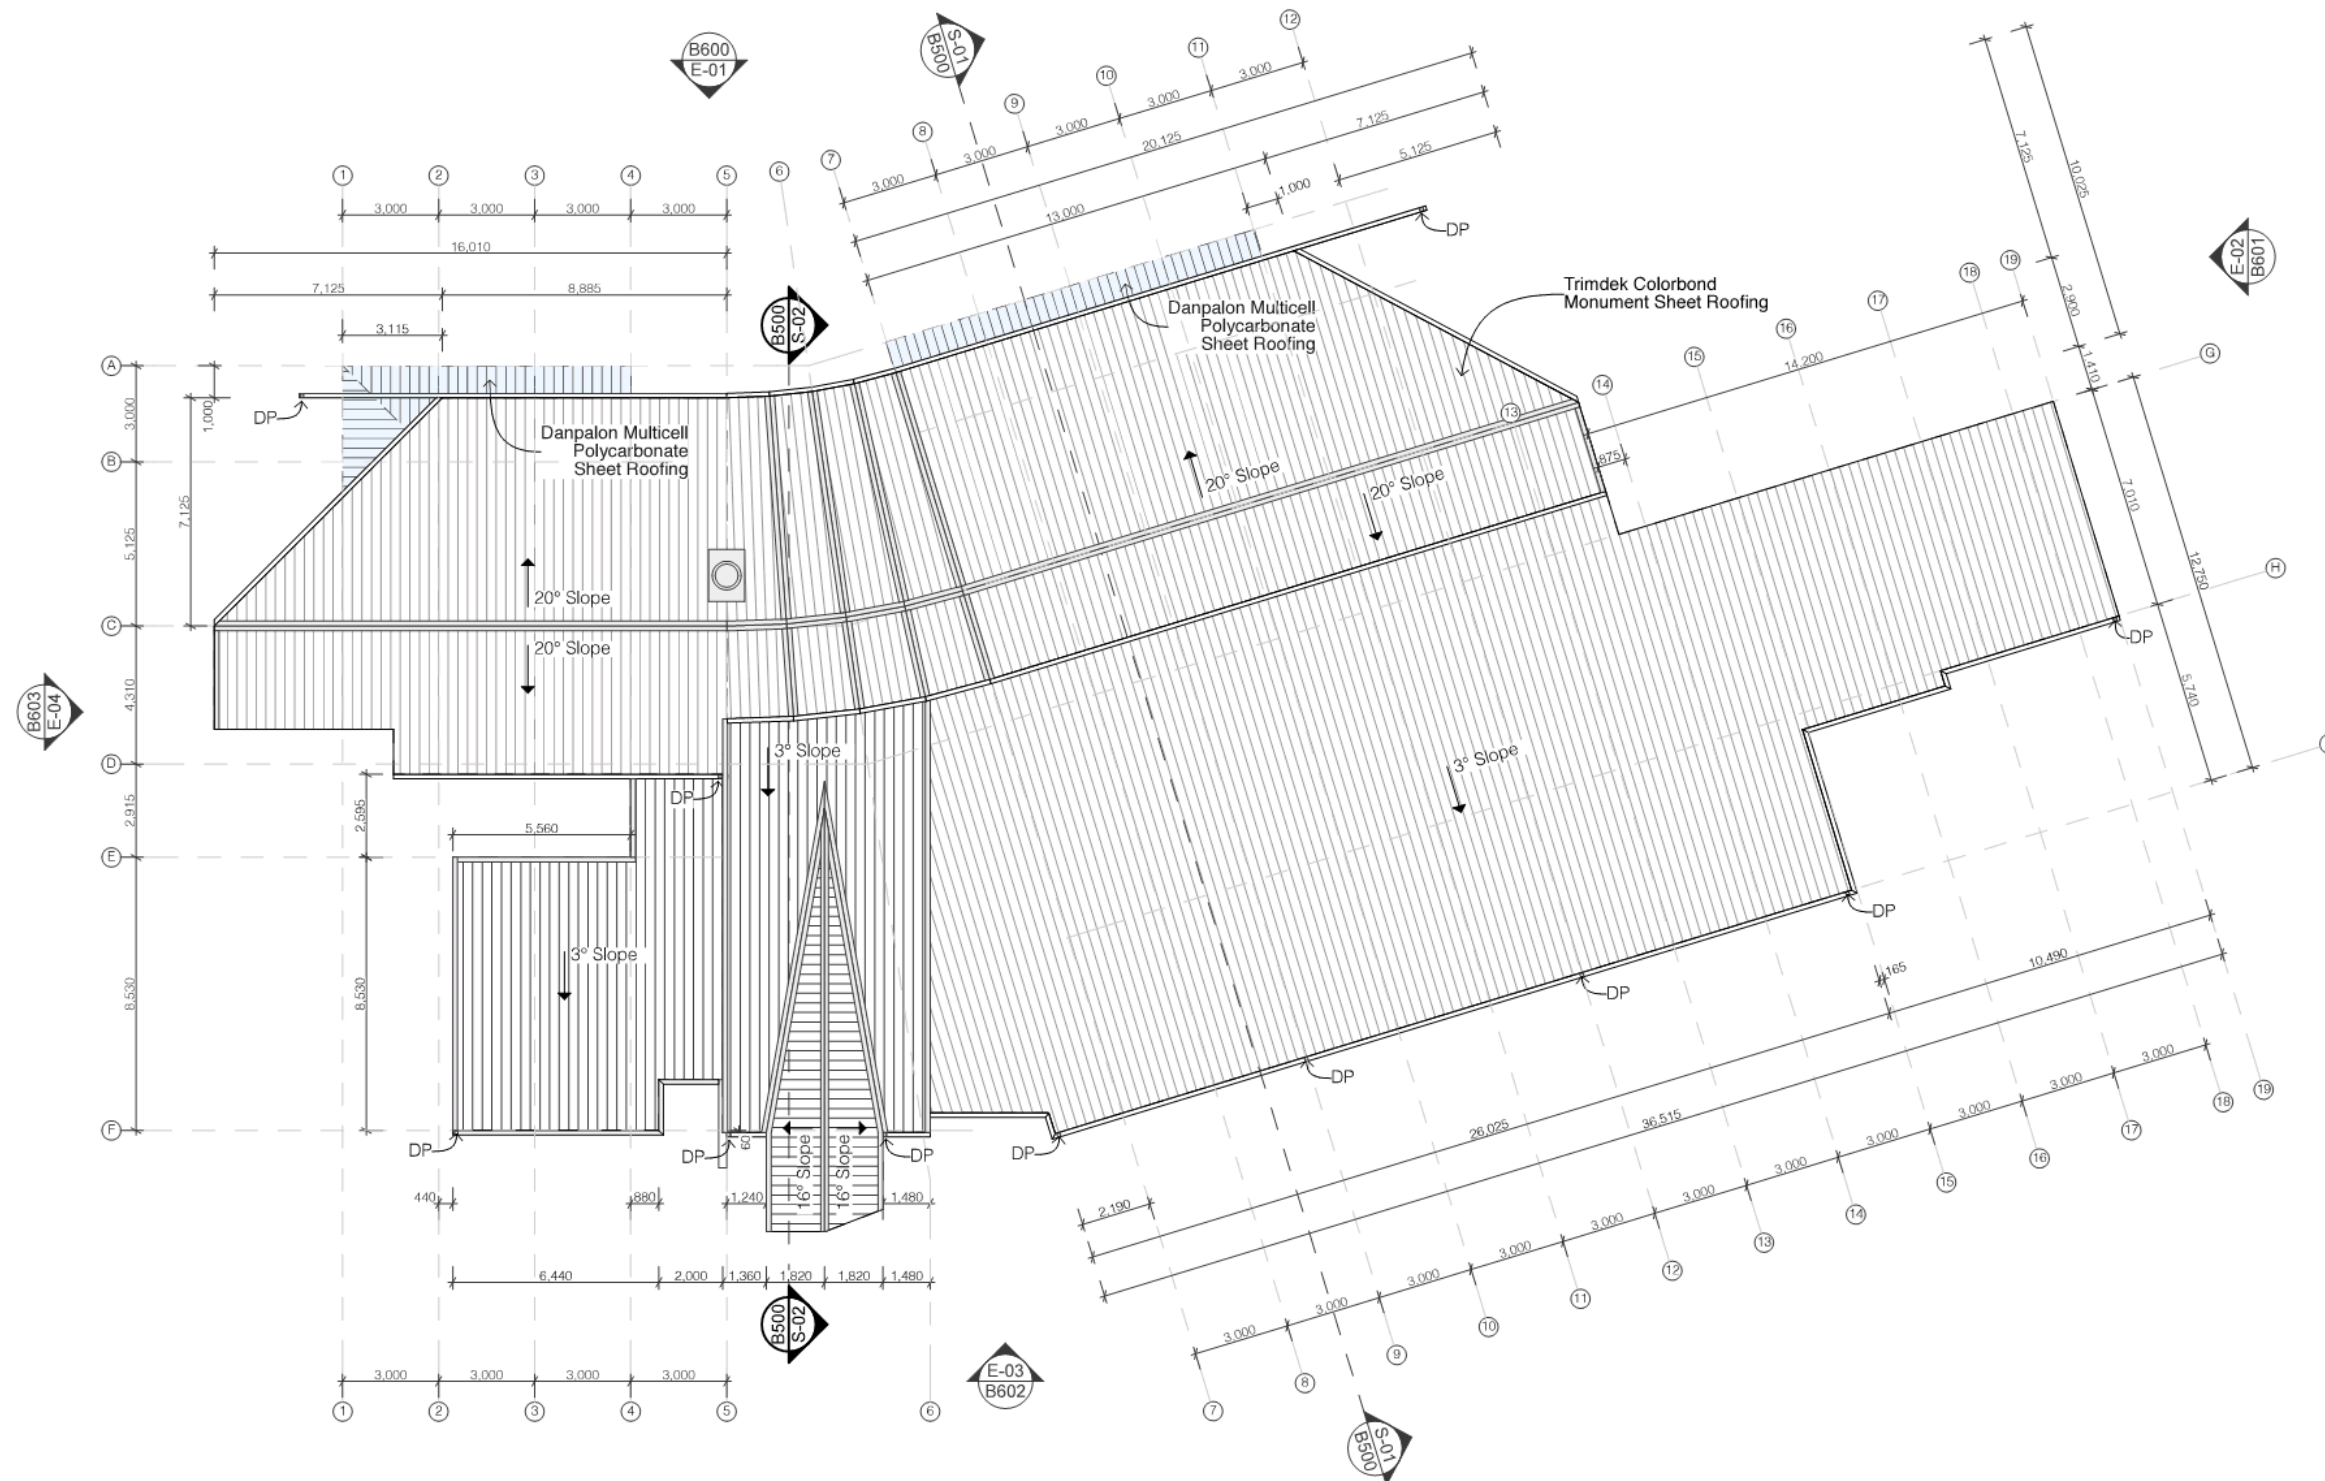 B600
E-01
S-01
B500
12
11
10
9
8
7
6
1
2
3
4
5
3,000
3,000
3,000
3,000
3,000
3,000
3,000
3,000
3,000
20,125
7,125
5,125
13,000
1,000
16,010
7,125
8,885
3,115
B500
S-02
DP
Trimdek Colorbond
Monument Sheet Roofing
Danpalon Multicell
Polycarbonate
Sheet Roofing
7,125
10,025
2,900
1,410
E-02
B601
19
18
17
16
15
14
13
14,200
875
G
H
7,010
12,750
5,740
A
B
C
D
E
F
3,000
5,125
4,310
2,915
8,530
1,000
7,125
DP
Danpalon Multicell
Polycarbonate
Sheet Roofing
20° Slope
20° Slope
20° Slope
20° Slope
B603
E-04
DP
3° Slope
3° Slope
DP
2,595
5,560
8,530
3° Slope
DP
DP
DP
DP
DP
DP
DP
60
16° Slope
16° Slope
440
880
1,240
1,480
6,440
2,000
1,360
1,820
1,820
1,480
B500
S-02
3,000
3,000
3,000
3,000
1
2
3
4
5
6
E-03
B602
165
10,490
26,025
36,515
2,190
3,000
3,000
3,000
3,000
3,000
3,000
3,000
3,000
3,000
3,000
3,000
7
8
9
10
11
12
13
14
15
16
17
18
19
S-01
B500